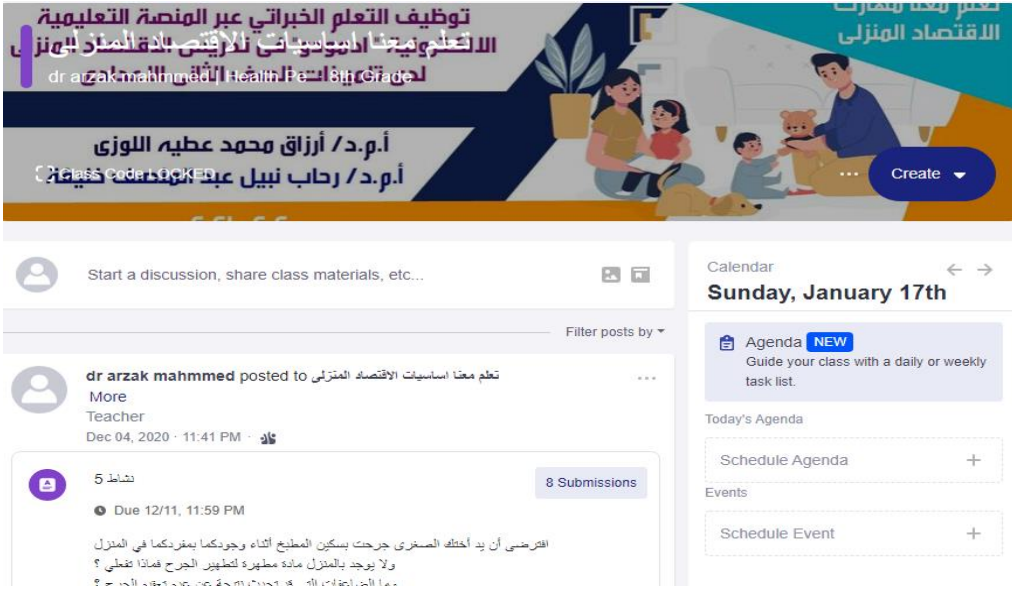 توظيف التعلم الخبراتي عبر المنصة التعليمية
تعلم معنا اساسيات الاقتصاد المنزلى
dr arzak mahmmed | Health Pe... 8th Grade
أ.م.د/ أرزاق محمد عطيه اللوزى
أ.م.د/ رحاب نبيل عبد
Class Code LOCKED
تعلم معنا مهارات
الاقتصاد المنزلى
Create
Start a discussion, share class materials, etc...
Filter posts by
dr arzak mahmmed posted to تعلم معنا اساسيات الاقتصاد المنزلى
More
Teacher
Dec 04, 2020 · 11:41 PM ·
نشاط 5
8 Submissions
Due 12/11, 11:59 PM
افترضى أن يد أختك الصغرى جرحت بسكين المطبخ أثناء وجودكما بمفردكما في المنزل
ولا يوجد بالمنزل مادة مطهرة لتطهير الجرح فماذا تفعلي ؟
Calendar
Sunday, January 17th
Agenda NEW
Guide your class with a daily or weekly
task list.
Today's Agenda
Schedule Agenda
Events
Schedule Event